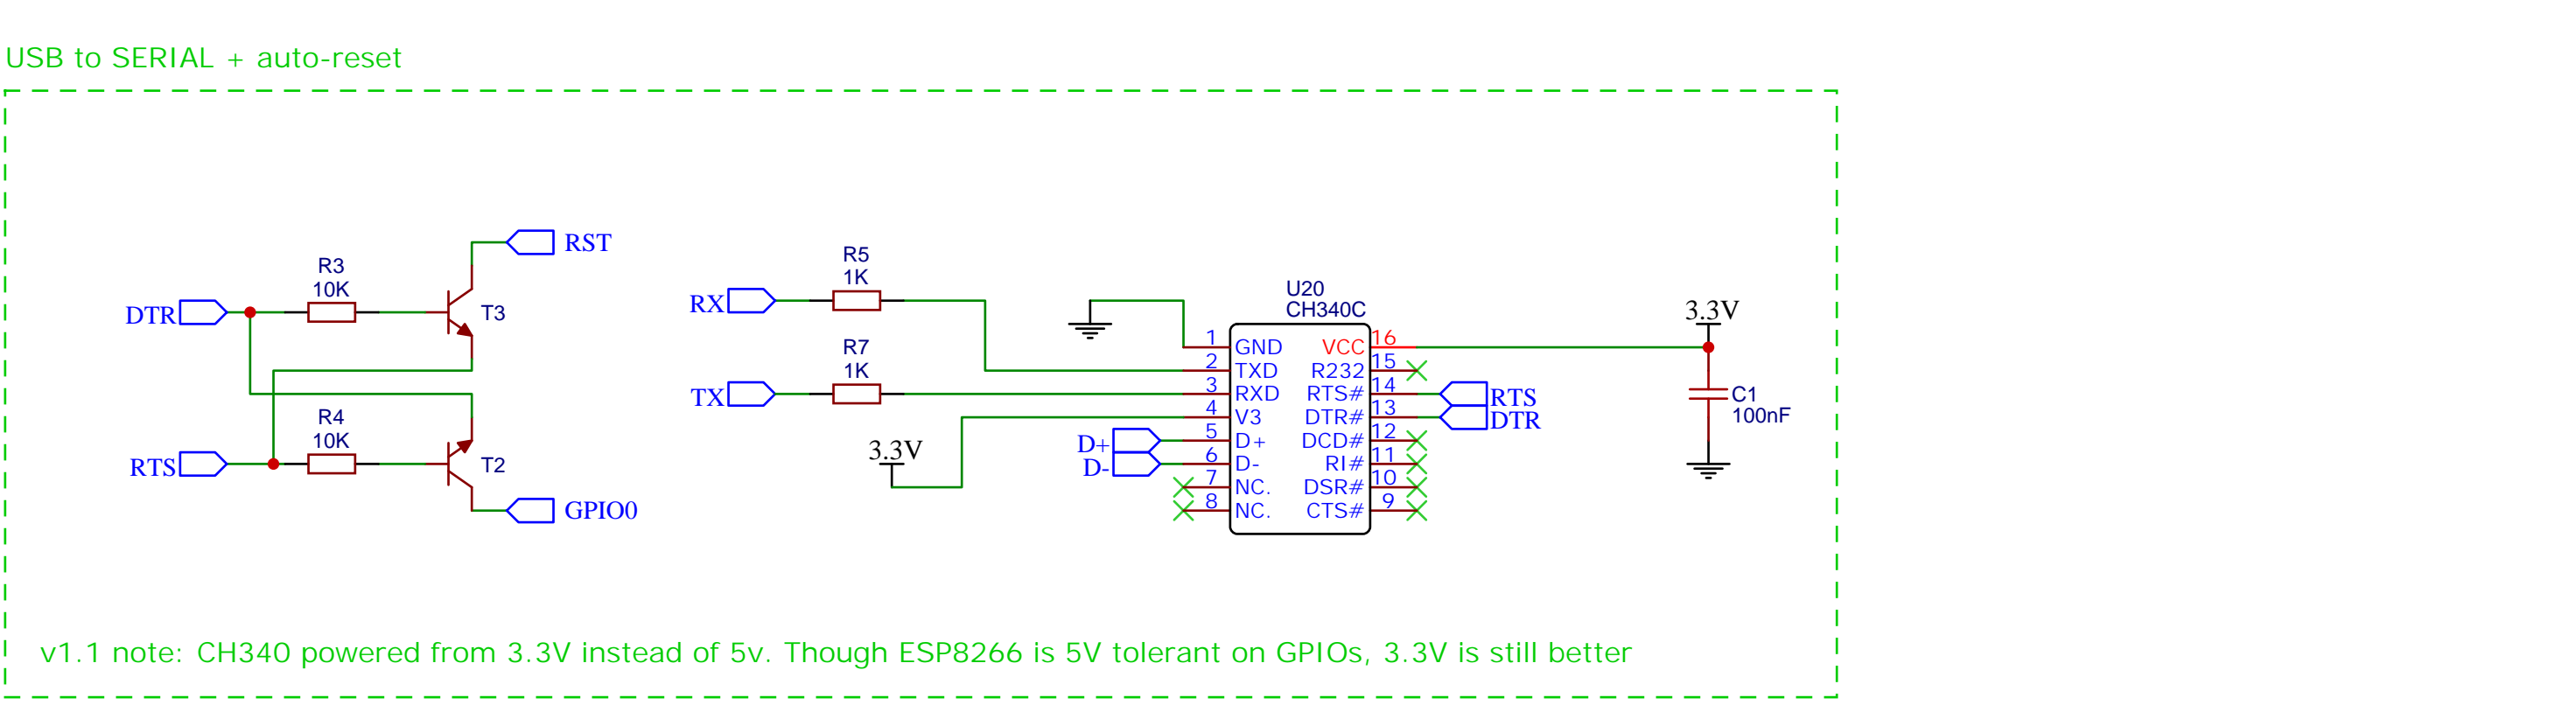 USB to SERIAL + auto-reset
RST
R3
10K
DTR
T3
R4
10K
RTS
T2
GPIO0
R5
1K
RX
R7
1K
TX
3.3V
D+
D-
U20
CH340C
1 GND VCC 16
2 TXD R232 15
3 RXD RTS# 14
4 V3 DTR# 13
5 D+ DCD# 12
6 D- RI# 11
7 NC. DSR# 10
8 NC. CTS# 9
RTS
DTR
3.3V
C1
100nF
v1.1 note: CH340 powered from 3.3V instead of 5v. Though ESP8266 is 5V tolerant on GPIOs, 3.3V is still better